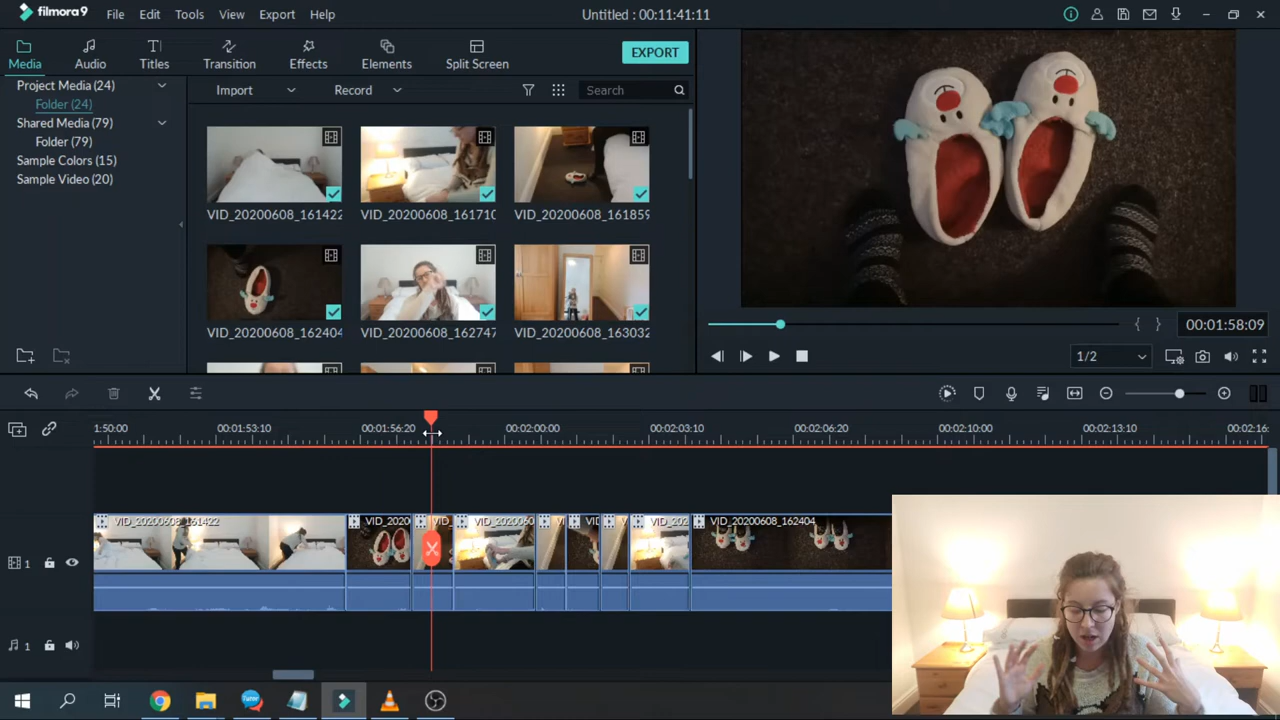 filmora9
File Edit Tools View Export Help
Untitled : 00:11:41:11
Media Audio Titles Transition Effects Elements Split Screen
EXPORT
Project Media (24)
Folder (24)
Shared Media (79)
Folder (79)
Sample Colors (15)
Sample Video (20)
Import Record Search
VID_20200608_161422 VID_20200608_161710 VID_20200608_161859
VID_20200608_162404 VID_20200608_162747 VID_20200608_163032
00:01:58:09
1/2
1:50:00 00:01:53:10 00:01:56:20 00:02:00:00 00:02:03:10 00:02:06:20 00:02:10:00 00:02:13:10 00:02:16:
VID_20200608_161422 VID_2020 VID_ VID_2020060 VI VID V VID_202 VID_20200608_162404
1
1